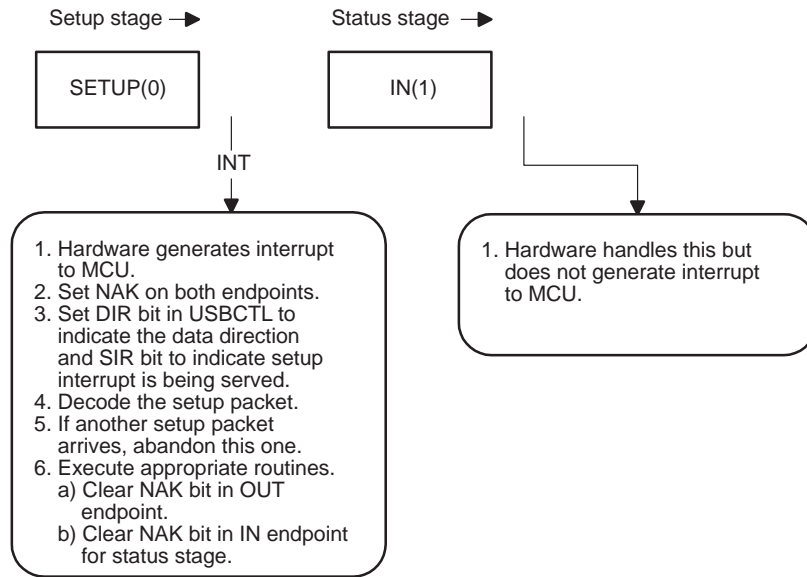 Setup stage
Status stage
SETUP(0)
IN(1)
INT
1. Hardware generates interrupt
to MCU.
2. Set NAK on both endpoints.
3. Set DIR bit in USBCTL to
indicate the data direction
and SIR bit to indicate setup
interrupt is being served.
4. Decode the setup packet.
5. If another setup packet
arrives, abandon this one.
6. Execute appropriate routines.
a) Clear NAK bit in OUT
endpoint.
b) Clear NAK bit in IN endpoint
for status stage.
1. Hardware handles this but
does not generate interrupt
to MCU.